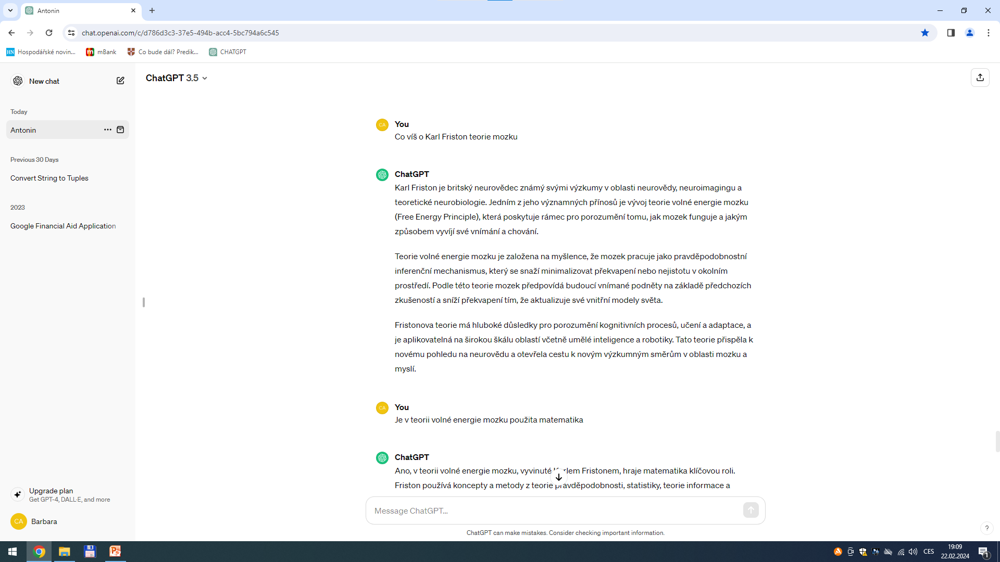 Antonin
chat.openai.com/c/d786d3c3-37e5-494b-acc4-5bc794a6c545
HN Hospodářské novin... mBank Co bude dál? Predik... CHATGPT
New chat
ChatGPT 3.5
Today
Antonin
Previous 30 Days
Convert String to Tuples
2023
Google Financial Aid Application
CA You
Co víš o Karl Friston teorie mozku
ChatGPT
Karl Friston je britský neurovědec známý svými výzkumy v oblasti neurovědy, neuroimagingu a
teoretické neurobiologie. Jedním z jeho významných přínosů je vývoj teorie volné energie mozku
(Free Energy Principle), která poskytuje rámec pro porozumění tomu, jak mozek funguje a jakým
způsobem vyvíjí své vnímání a chování.
Teorie volné energie mozku je založena na myšlence, že mozek pracuje jako pravděpodobnostní
inferenční mechanismus, který se snaží minimalizovat překvapení nebo nejistotu v okolním
prostředí. Podle této teorie mozek předpovídá budoucí vnímané podněty na základě předchozích
zkušeností a sníží překvapení tím, že aktualizuje své vnitřní modely světa.
Fristonova teorie má hluboké důsledky pro porozumění kognitivních procesů, učení a adaptace, a
je aplikovatelná na širokou škálu oblastí včetně umělé inteligence a robotiky. Tato teorie přispěla k
novému pohledu na neurovědu a otevřela cestu k novým výzkumným směrům v oblasti mozku a
myslí.
CA You
Je v teorii volné energie mozku použita matematika
ChatGPT
Ano, v teorii volné energie mozku, vyvinuté Karlem Fristonem, hraje matematika klíčovou roli.
Friston používá koncepty a metody z teorie pravděpodobnosti, statistiky, teorie informace a
Upgrade plan
Get GPT-4, DALL·E, and more
CA Barbara
Message ChatGPT...
ChatGPT can make mistakes. Consider checking important information.
?
CES
19:09
22.02.2024
1